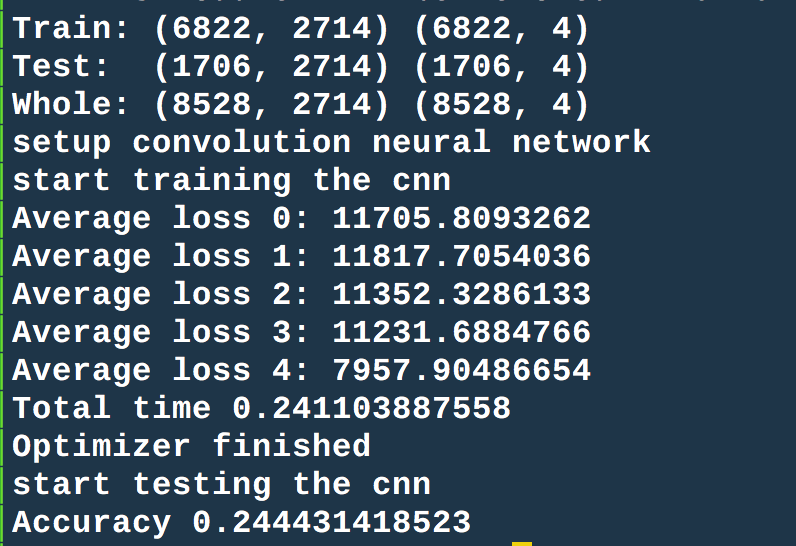 Train: (6822, 2714) (6822, 4)
Test:  (1706, 2714) (1706, 4)
Whole: (8528, 2714) (8528, 4)
setup convolution neural network
start training the cnn
Average loss 0: 11705.8093262
Average loss 1: 11817.7054036
Average loss 2: 11352.3286133
Average loss 3: 11231.6884766
Average loss 4: 7957.90486654
Total time 0.241103887558
Optimizer finished
start testing the cnn
Accuracy 0.244431418523